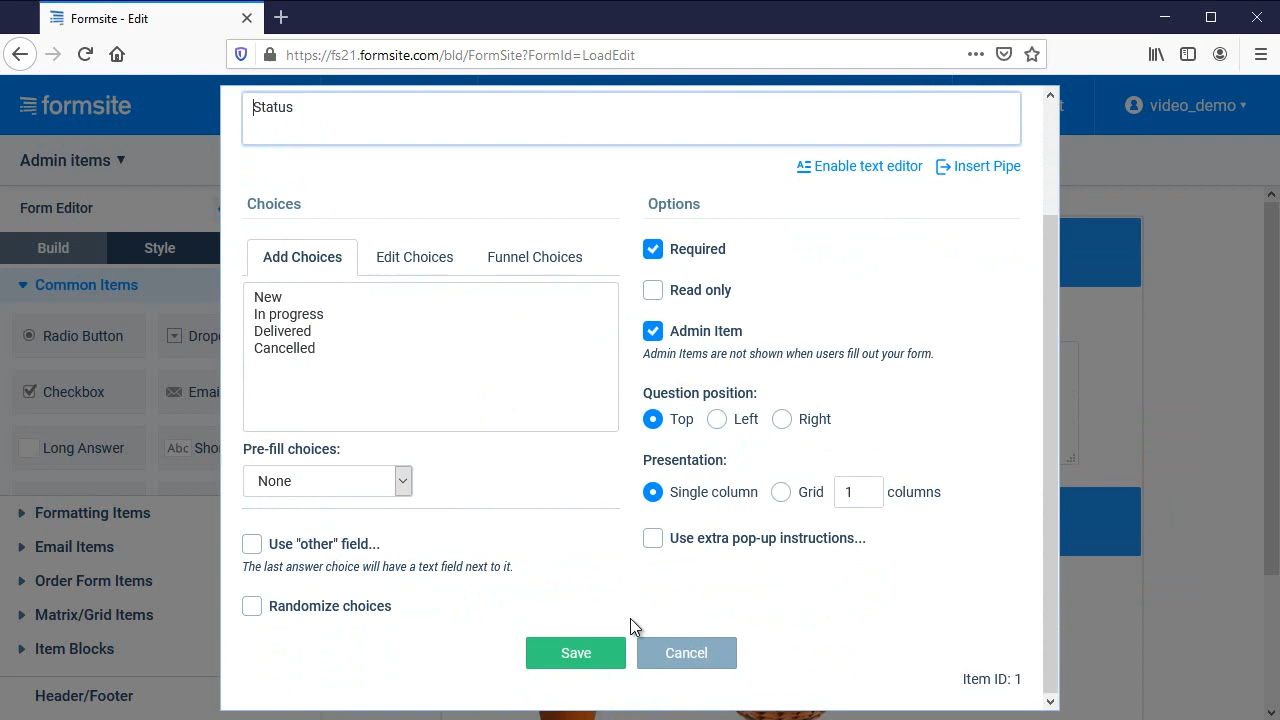 Formsite - Edit
https://fs21.formsite.com/bld/FormSite?FormId=LoadEdit
formsite
video_demo
Admin items
Form Editor
Build
Style
Common Items
Radio Button
Drop
Checkbox
Emai
Long Answer
Abc Sho
Formatting Items
Email Items
Order Form Items
Matrix/Grid Items
Item Blocks
Header/Footer
Status
Enable text editor
Insert Pipe
Choices
Add Choices
Edit Choices
Funnel Choices
New
In progress
Delivered
Cancelled
Pre-fill choices:
None
Use "other" field...
The last answer choice will have a text field next to it.
Randomize choices
Options
Required
Read only
Admin Item
Admin Items are not shown when users fill out your form.
Question position:
Top Left Right
Presentation:
Single column Grid 1 columns
Use extra pop-up instructions...
Save
Cancel
Item ID: 1